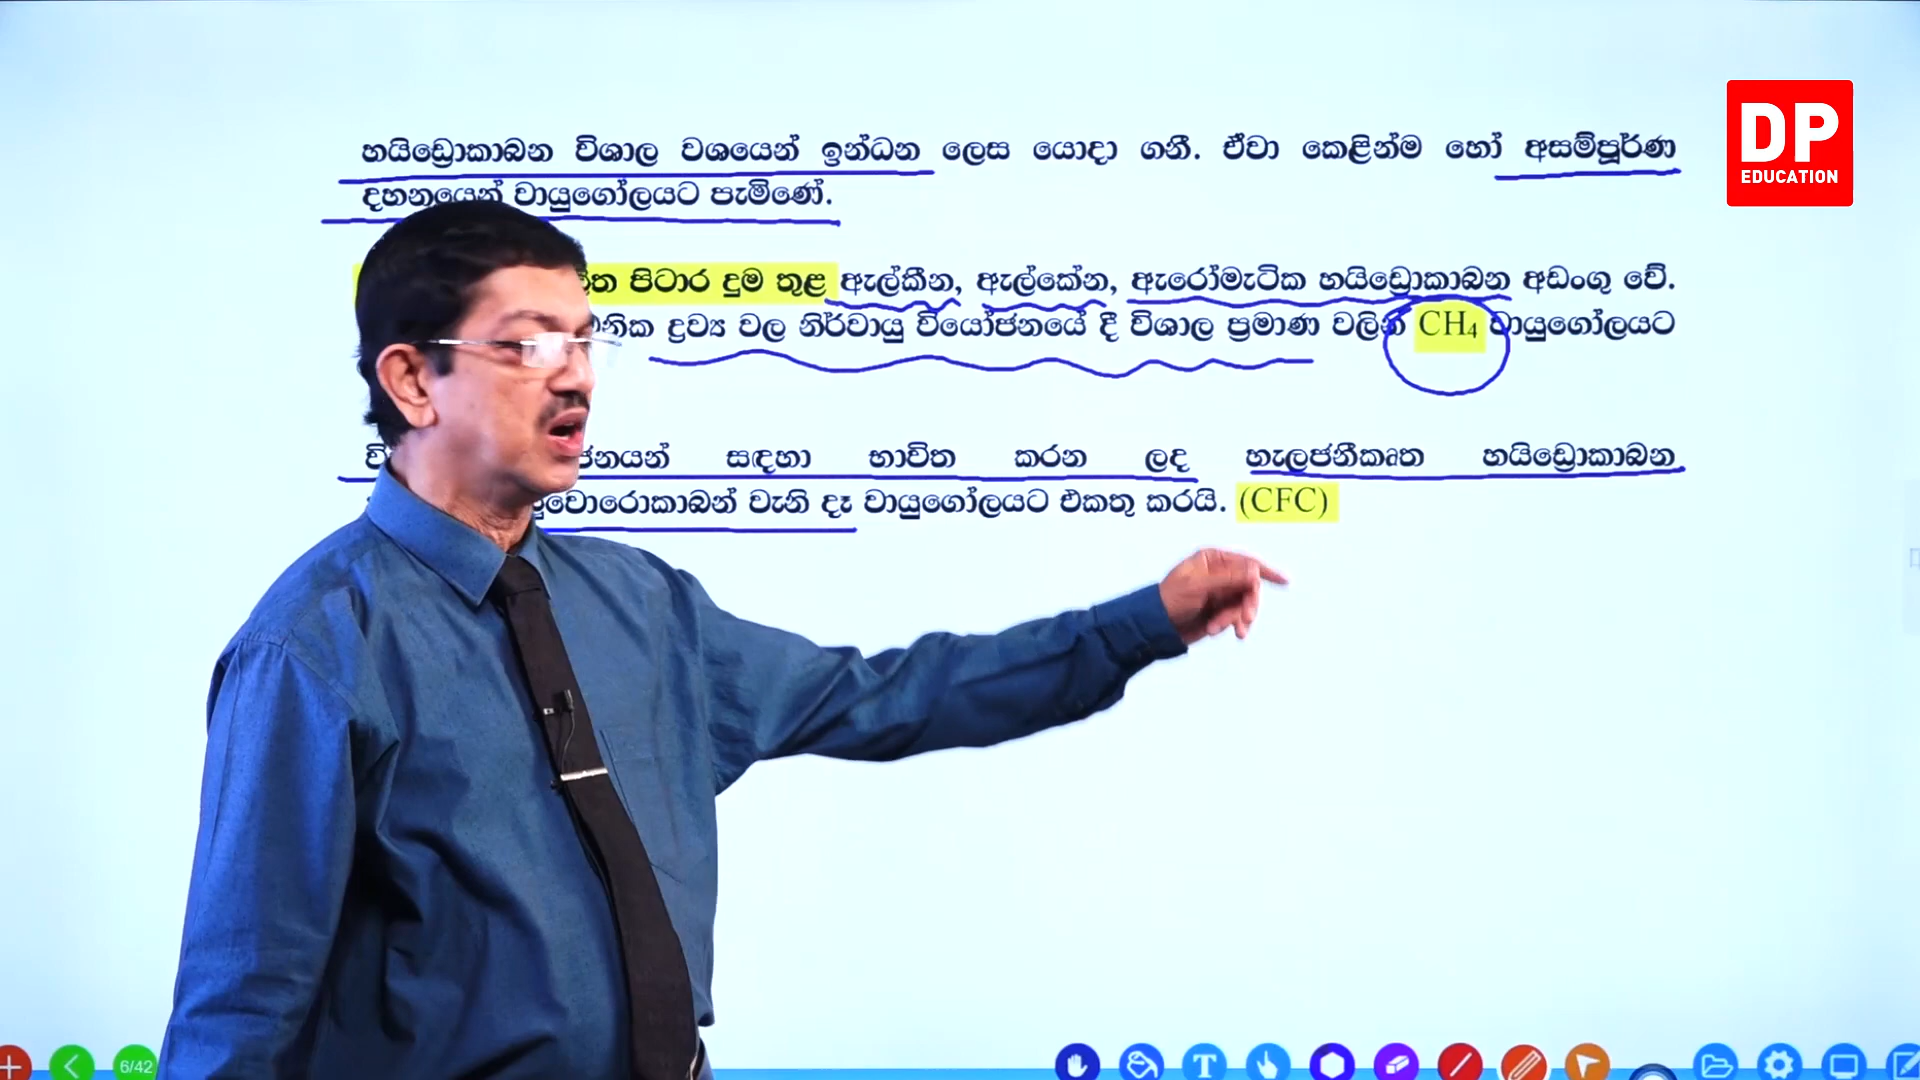 DP
EDUCATION
හයිඩ්‍රොකාබන විශාල වශයෙන් ඉන්ධන ලෙස යොදා ගනී. ඒවා කෙළින්ම හෝ අසම්පූර්ණ
දහනයෙන් වායුගෝලයට පැමිණේ.
පිටාර දුම තුළ ඇල්කීන, ඇල්කේන, ඇරෝමැටික හයිඩ්‍රොකාබන අඩංගු වේ.
ද්‍රව්‍ය වල නිර්වායු වියෝජනයේ දී විශාල ප්‍රමාණ වලින් CH₄ වායුගෝලයට
සඳහා භාවිත කරන ලද හැලජනීකෘත හයිඩ්‍රොකාබන
වැනි දෑ වායුගෝලයට එකතු කරයි. (CFC)
6/42